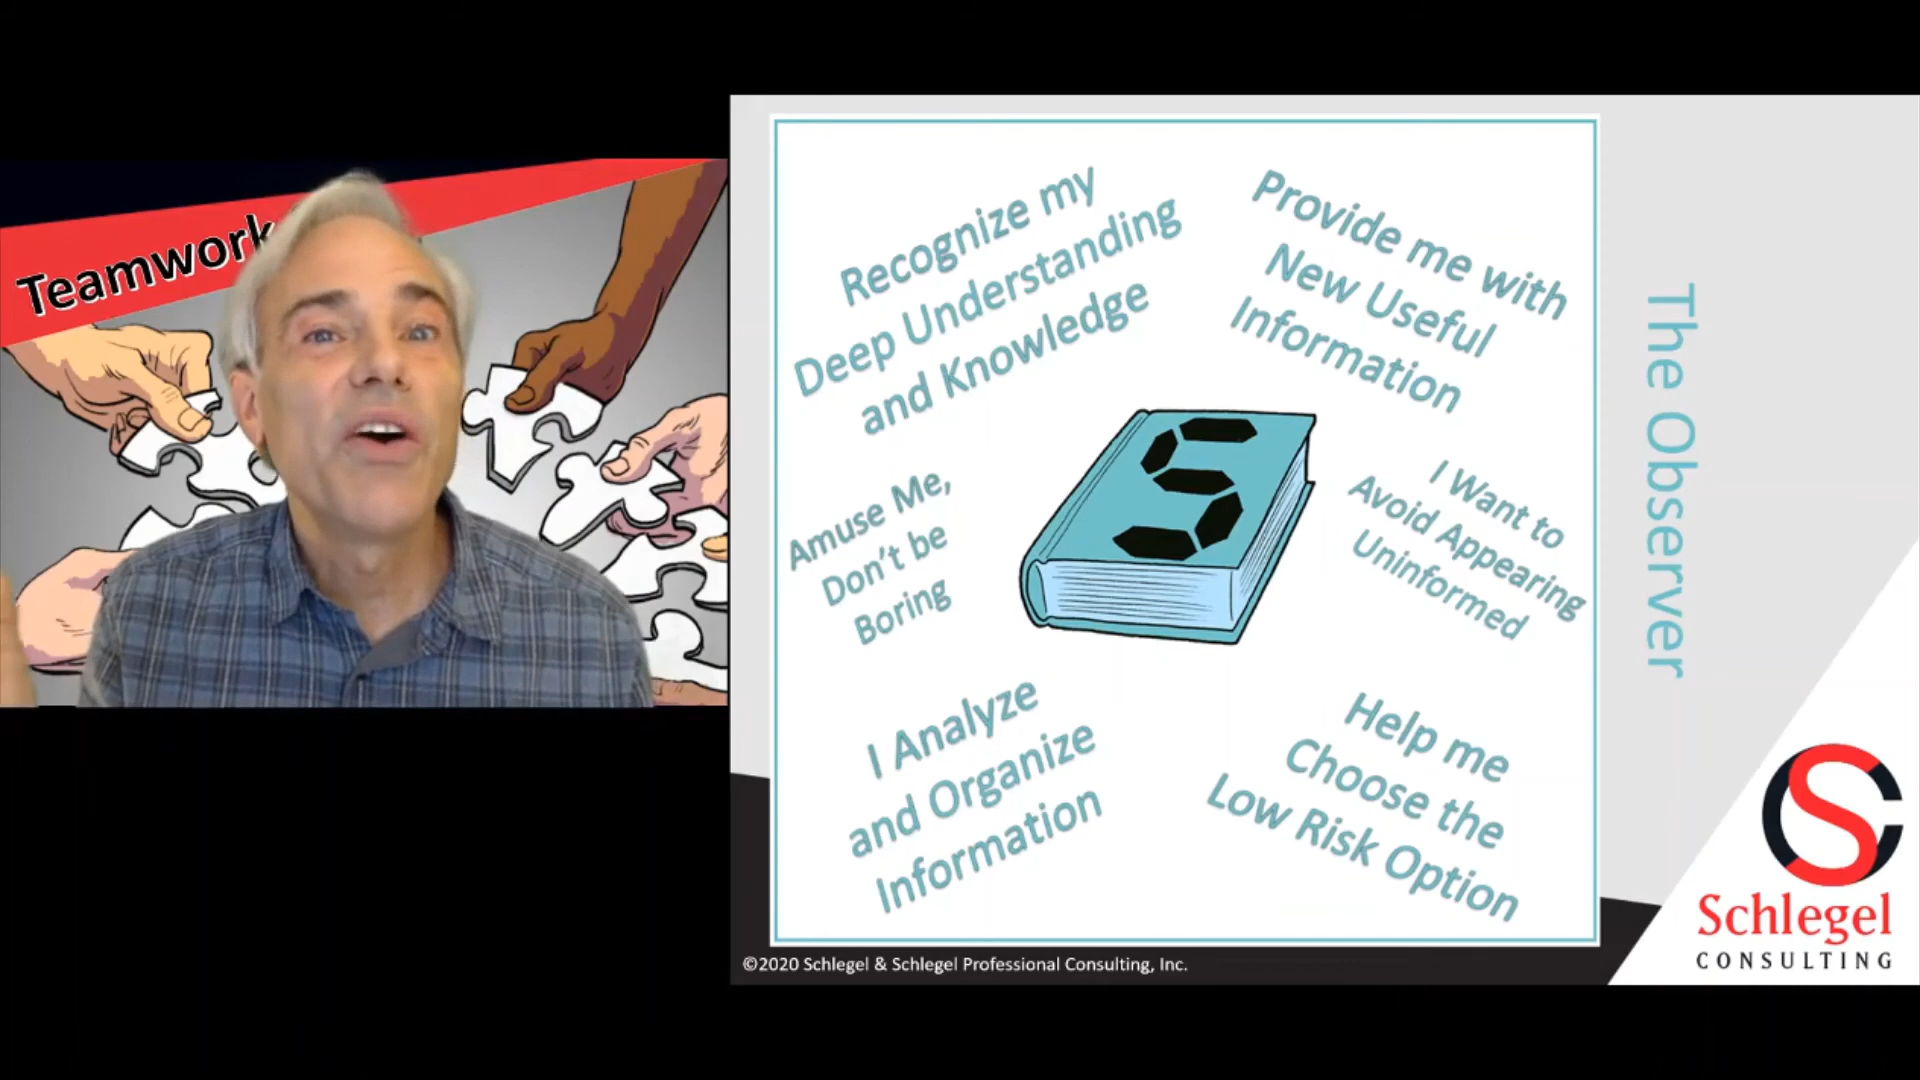 Teamwork
Recognize my
Deep Understanding
and Knowledge
Provide me with
New Useful
Information
Amuse Me,
Don't be
Boring
5
I Want to
Avoid Appearing
Uninformed
I Analyze
and Organize
Information
Help me
Choose the
Low Risk Option
The Observer
SC
Schlegel
CONSULTING
©2020 Schlegel & Schlegel Professional Consulting, Inc.